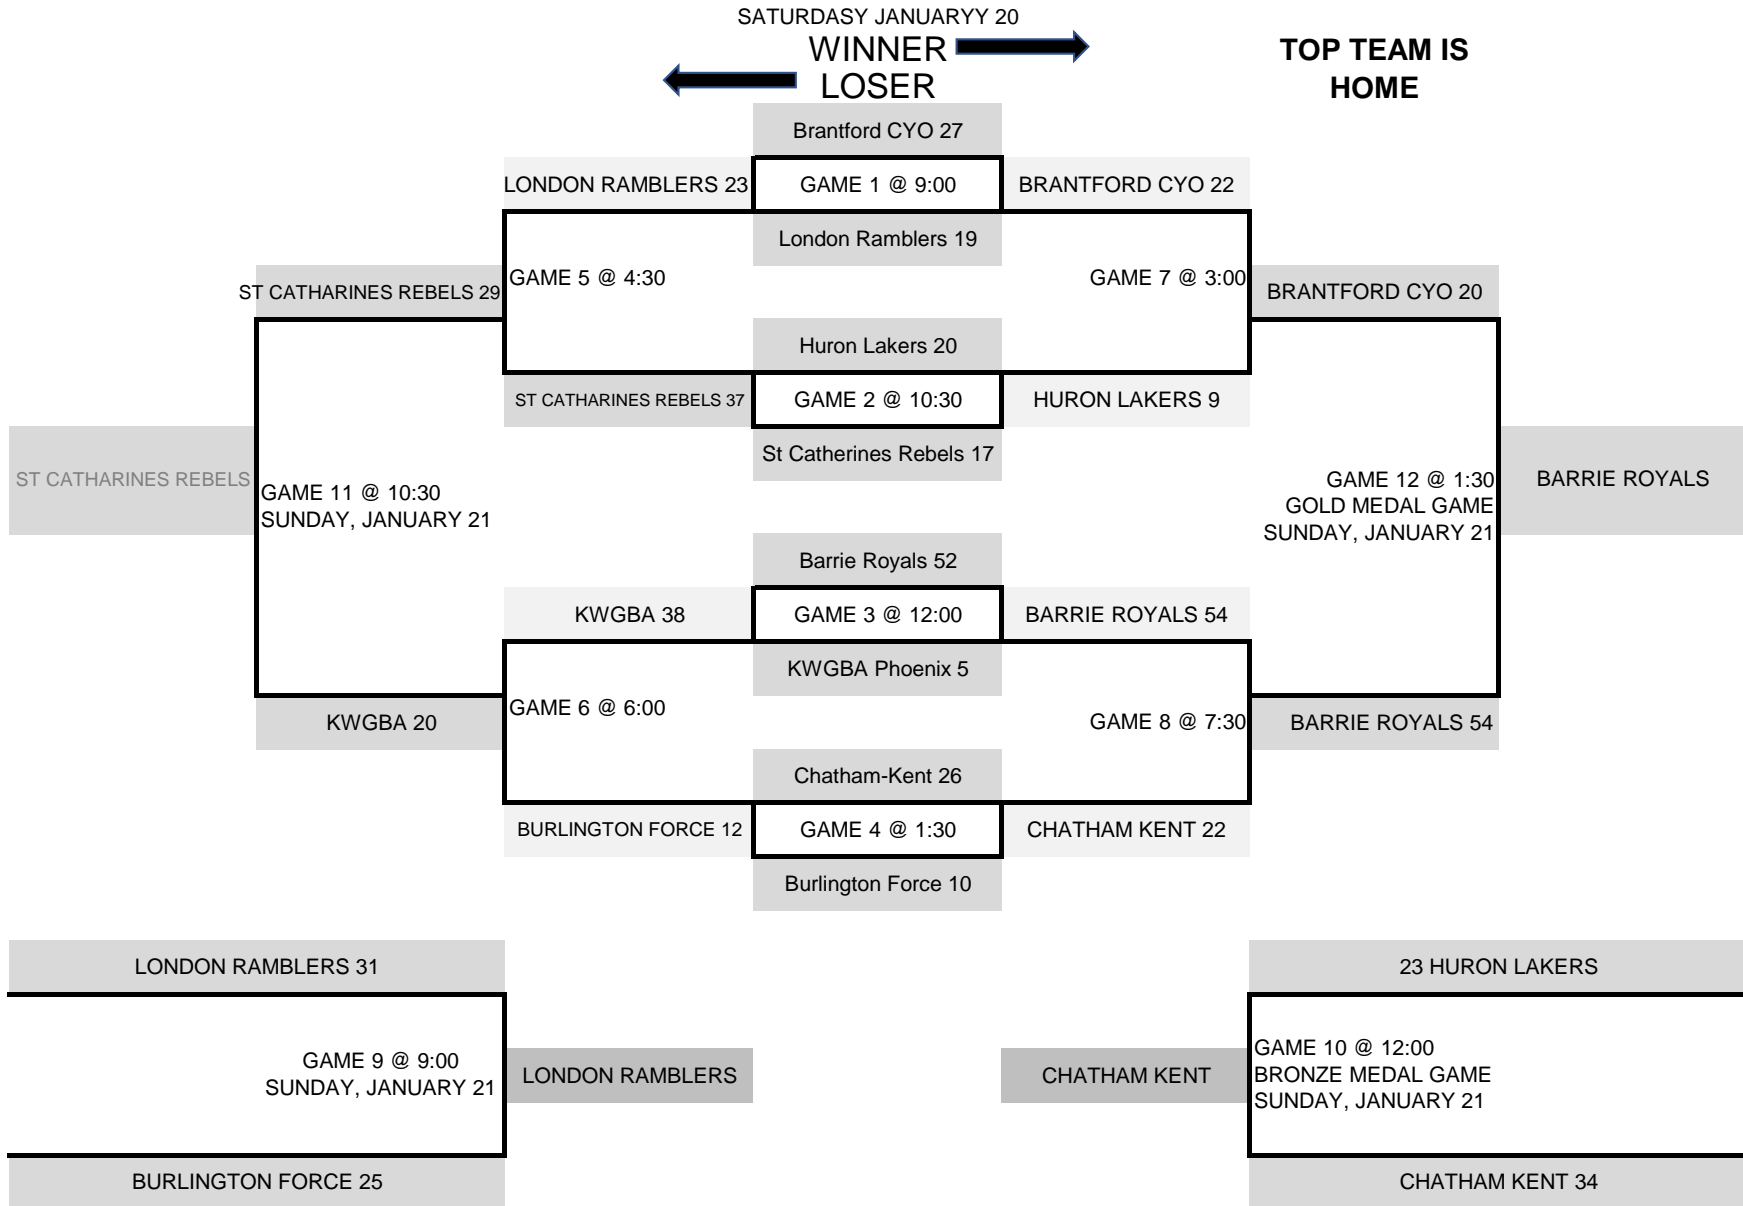 SATURDASY JANUARYY 20
WINNER
LOSER
TOP TEAM IS
HOME
Brantford CYO 27
LONDON RAMBLERS 23
GAME 1 @ 9:00
BRANTFORD CYO 22
London Ramblers 19
GAME 5 @ 4:30
GAME 7 @ 3:00
ST CATHARINES REBELS 29
BRANTFORD CYO 20
Huron Lakers 20
ST CATHARINES REBELS 37
GAME 2 @ 10:30
HURON LAKERS 9
St Catherines Rebels 17
ST CATHARINES REBELS
GAME 11 @ 10:30
SUNDAY, JANUARY 21
GAME 12 @ 1:30
GOLD MEDAL GAME
SUNDAY, JANUARY 21
BARRIE ROYALS
Barrie Royals 52
KWGBA 38
GAME 3 @ 12:00
BARRIE ROYALS 54
KWGBA Phoenix 5
GAME 6 @ 6:00
GAME 8 @ 7:30
KWGBA 20
BARRIE ROYALS 54
Chatham-Kent 26
BURLINGTON FORCE 12
GAME 4 @ 1:30
CHATHAM KENT 22
Burlington Force 10
LONDON RAMBLERS 31
23 HURON LAKERS
GAME 9 @ 9:00
SUNDAY, JANUARY 21
LONDON RAMBLERS
CHATHAM KENT
GAME 10 @ 12:00
BRONZE MEDAL GAME
SUNDAY, JANUARY 21
BURLINGTON FORCE 25
CHATHAM KENT 34